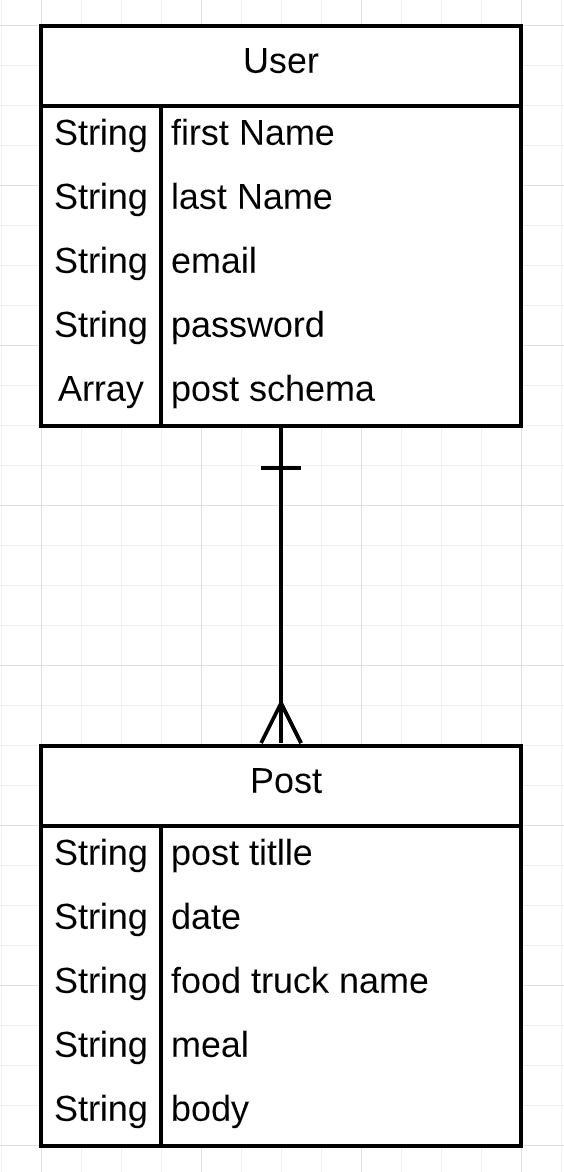 User
String first Name
String last Name
String email
String password
Array post schema
Post
String post titlle
String date
String food truck name
String meal
String body